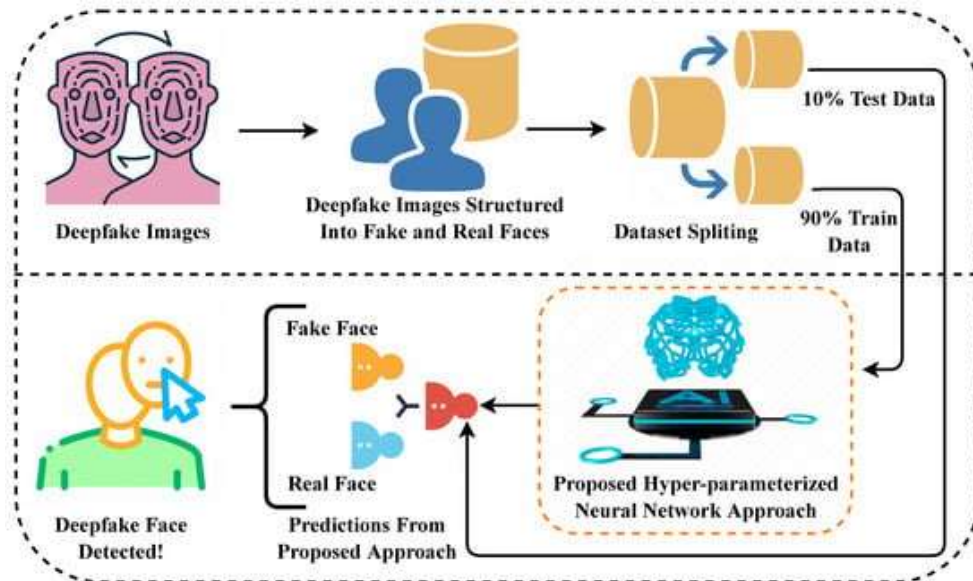 10% Test Data
Deepfake Images
Deepfake Images Structured
Into Fake and Real Faces
Dataset Spliting
90% Train
Data
Fake Face
Real Face
Predictions From
Proposed Approach
Deepfake Face
Detected!
AI
Proposed Hyper-parameterized
Neural Network Approach